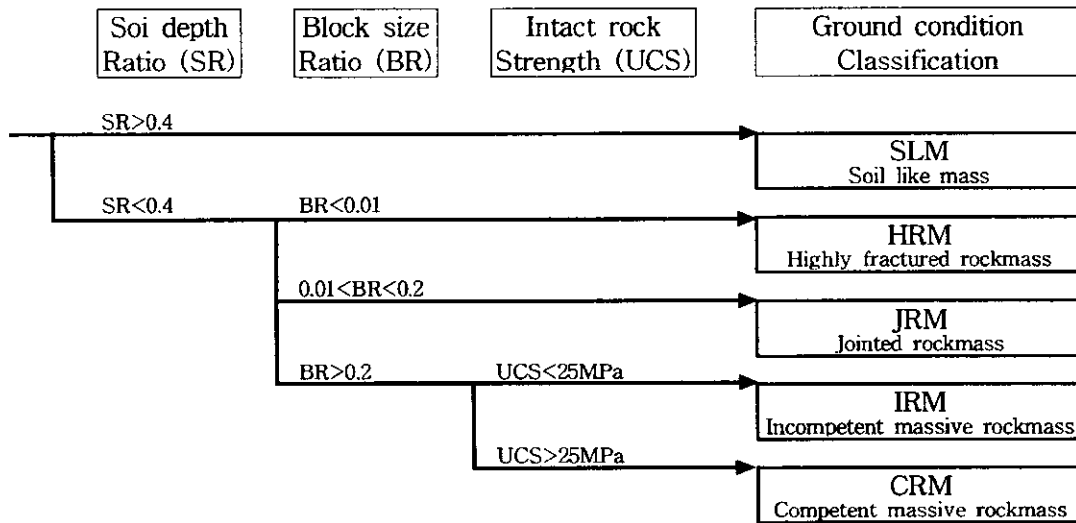 Soi depth
Ratio (SR)
Block size
Ratio (BR)
Intact rock
Strength (UCS)
Ground condition
Classification
SR>0.4
SLM
Soil like mass
SR<0.4
BR<0.01
HRM
Highly fractured rockmass
0.01<BR<0.2
JRM
Jointed rockmass
BR>0.2
UCS<25MPa
IRM
Incompetent massive rockmass
UCS>25MPa
CRM
Competent massive rockmass